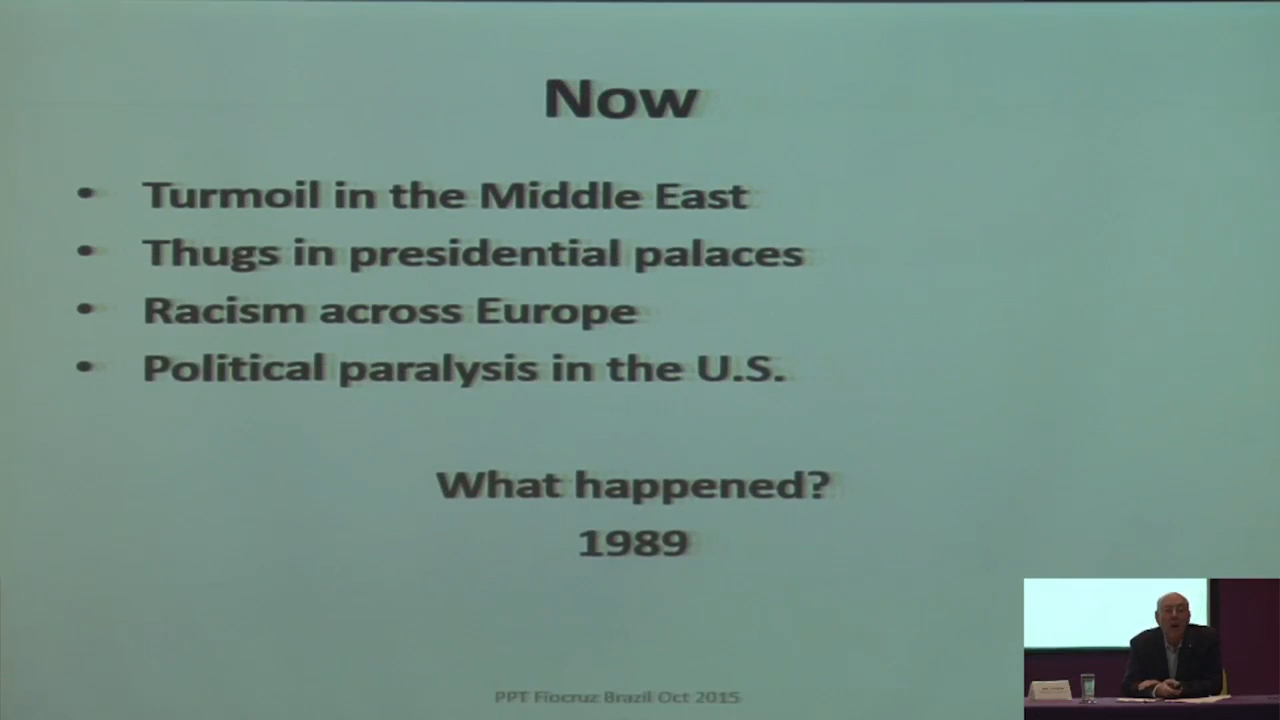 Now
• Turmoil in the Middle East
• Thugs in presidential palaces
• Racism across Europe
• Political paralysis in the U.S.
What happened?
1989
PPT Fiocruz Brazil Oct 2015